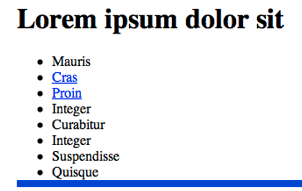 Lorem ipsum dolor sit
Mauris
Cras
Proin
Integer
Curabitur
Integer
Suspendisse
Quisque